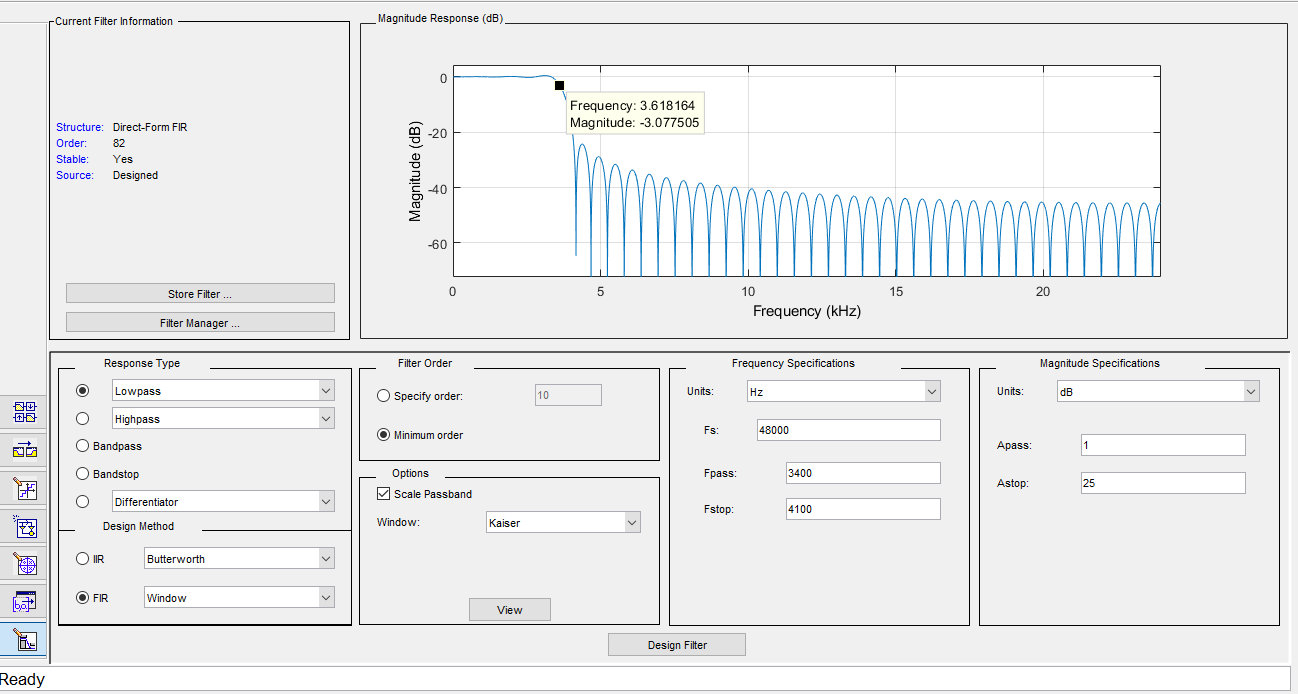 Current Filter Information
Structure: Direct-Form FIR
Order: 82
Stable: Yes
Source: Designed
Store Filter ...
Filter Manager ...
Magnitude Response (dB)
0
-20
-40
-60
Magnitude (dB)
Frequency: 3.618164
Magnitude: -3.077505
0 5 10 15 20
Frequency (kHz)
Response Type
Lowpass
Highpass
Bandpass
Bandstop
Differentiator
Design Method
IIR Butterworth
FIR Window
Filter Order
Specify order: 10
Minimum order
Options
Scale Passband
Window: Kaiser
View
Frequency Specifications
Units: Hz
Fs: 48000
Fpass: 3400
Fstop: 4100
Magnitude Specifications
Units: dB
Apass: 1
Astop: 25
Design Filter
Ready